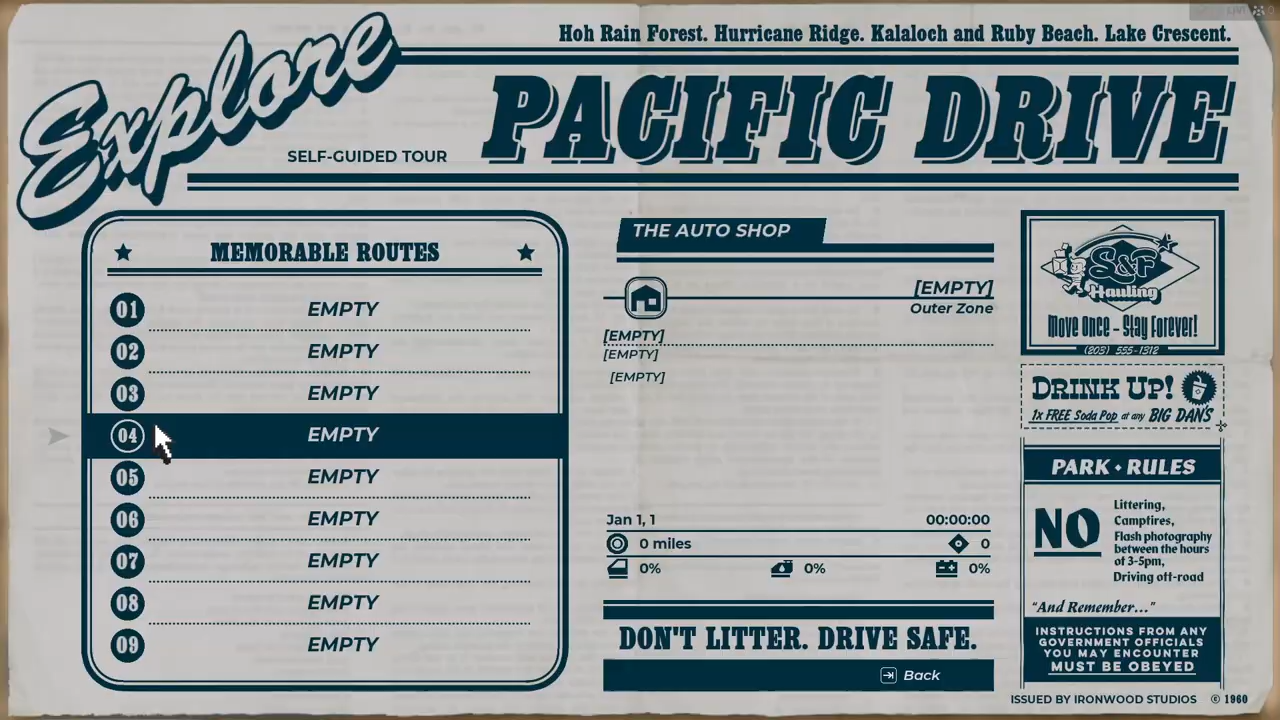 Explore
SELF-GUIDED TOUR
Hoh Rain Forest. Hurricane Ridge. Kalaloch and Ruby Beach. Lake Crescent.
PACIFIC DRIVE
MEMORABLE ROUTES
01 EMPTY
02 EMPTY
03 EMPTY
04 EMPTY
05 EMPTY
06 EMPTY
07 EMPTY
08 EMPTY
09 EMPTY
THE AUTO SHOP
[EMPTY]
Outer Zone
[EMPTY]
[EMPTY]
[EMPTY]
Jan 1, 1 00:00:00
0 miles 0
0% 0% 0%
DON'T LITTER. DRIVE SAFE.
Back
S&F
Hauling
Move Once - Stay Forever!
(203) 555-1312
DRINK UP!
1x FREE Soda Pop at any BIG DAN'S
PARK • RULES
NO
Littering,
Campfires,
Flash photography
between the hours
of 3-5pm,
Driving off-road
"And Remember..."
INSTRUCTIONS FROM ANY
GOVERNMENT OFFICIALS
YOU MAY ENCOUNTER
MUST BE OBEYED
ISSUED BY IRONWOOD STUDIOS © 1960